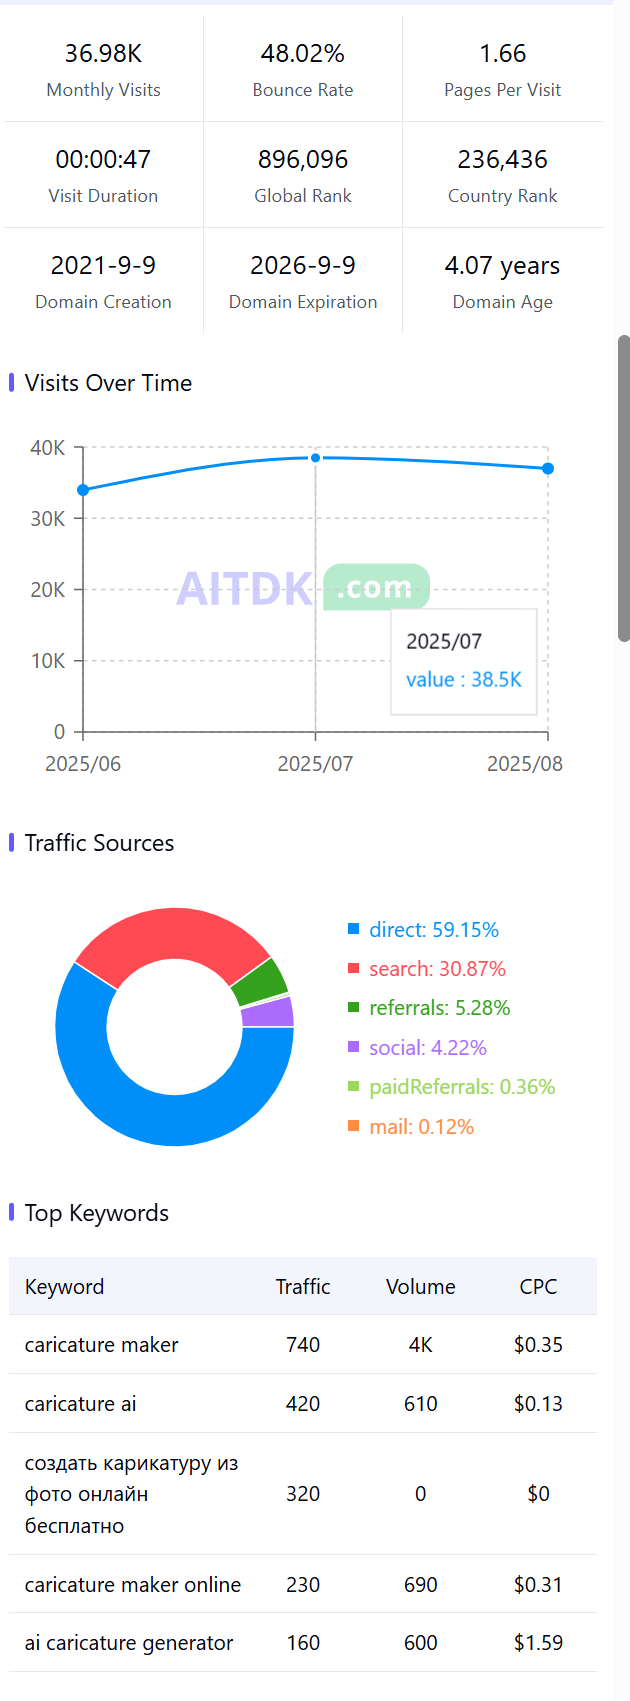 36.98K 48.02% 1.66
Monthly Visits Bounce Rate Pages Per Visit
00:00:47 896,096 236,436
Visit Duration Global Rank Country Rank
2021-9-9 2026-9-9 4.07 years
Domain Creation Domain Expiration Domain Age
Visits Over Time
40K
30K
20K
10K
0
AITDK .com
2025/07
value : 38.5K
2025/06 2025/07 2025/08
Traffic Sources
direct: 59.15%
search: 30.87%
referrals: 5.28%
social: 4.22%
paidReferrals: 0.36%
mail: 0.12%
Top Keywords
Keyword Traffic Volume CPC
caricature maker 740 4K $0.35
caricature ai 420 610 $0.13
создать карикатуру из
фото онлайн 320 0 $0
бесплатно
caricature maker online 230 690 $0.31
ai caricature generator 160 600 $1.59